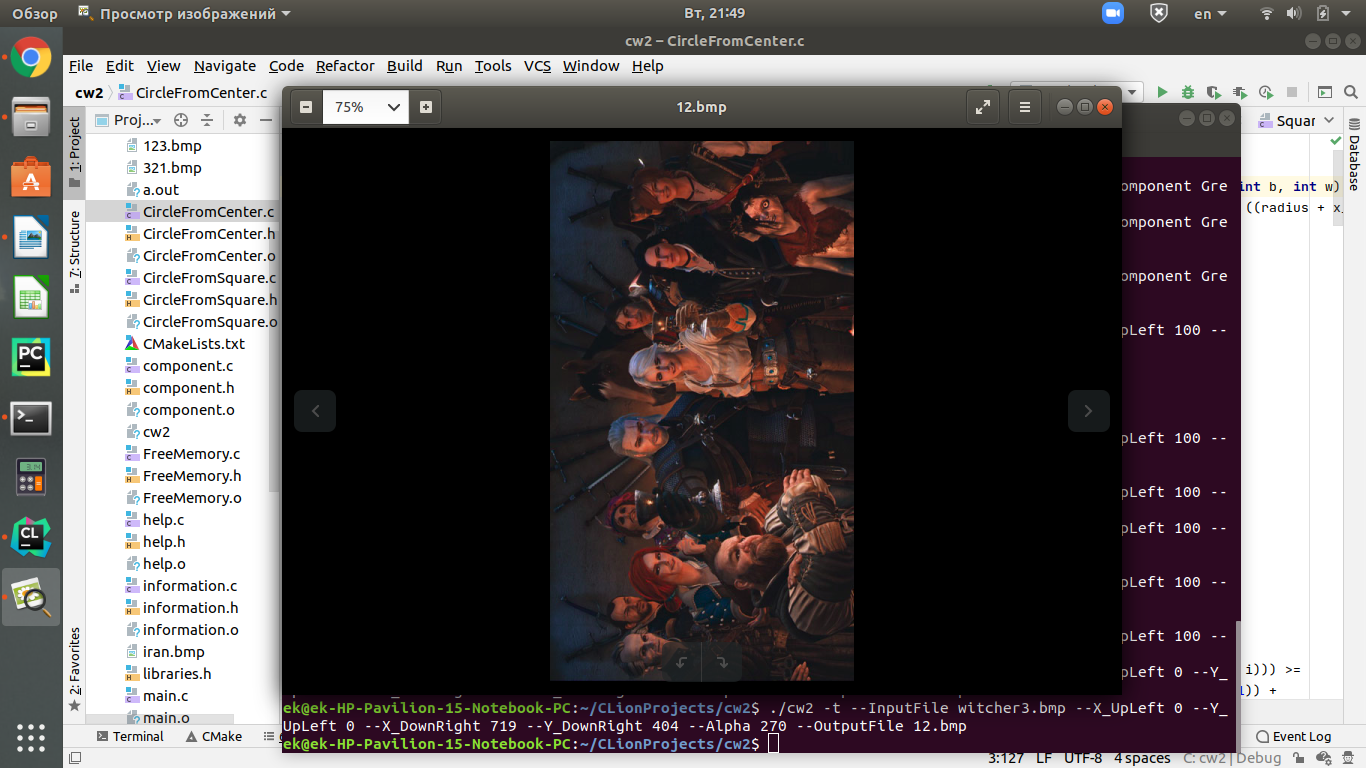 Обзор
Просмотр изображений
Вт, 21:49
en
cw2 – CircleFromCenter.c
File Edit View Navigate Code Refactor Build Run Tools VCS Window Help
cw2
CircleFromCenter.c
75%
12.bmp
1: Project
7: Structure
2: Favorites
Proj...
123.bmp
321.bmp
a.out
CircleFromCenter.c
CircleFromCenter.h
CircleFromCenter.o
CircleFromSquare.c
CircleFromSquare.h
CircleFromSquare.o
CMakeLists.txt
component.c
component.h
component.o
cw2
FreeMemory.c
FreeMemory.h
FreeMemory.o
help.c
help.h
help.o
information.c
information.h
information.o
iran.bmp
libraries.h
main.c
main.o
Squar
Database
int b, int w)
((radius + x_
omponent Gre
omponent Gre
omponent Gre
pLeft 100 --
pLeft 100 --
pLeft 100 --
pLeft 100 --
pLeft 100 --
pLeft 100 --
pLeft 0 --Y_
i))) >=
)) +
ek@ek-HP-Pavilion-15-Notebook-PC:~/CLionProjects/cw2$ ./cw2 -t --InputFile witcher3.bmp --X_UpLeft 0 --Y_
UpLeft 0 --X_DownRight 719 --Y_DownRight 404 --Alpha 270 --OutputFile 12.bmp
ek@ek-HP-Pavilion-15-Notebook-PC:~/CLionProjects/cw2$
Terminal
CMake
Event Log
3:127 LF UTF-8 4 spaces C: cw2 | Debug